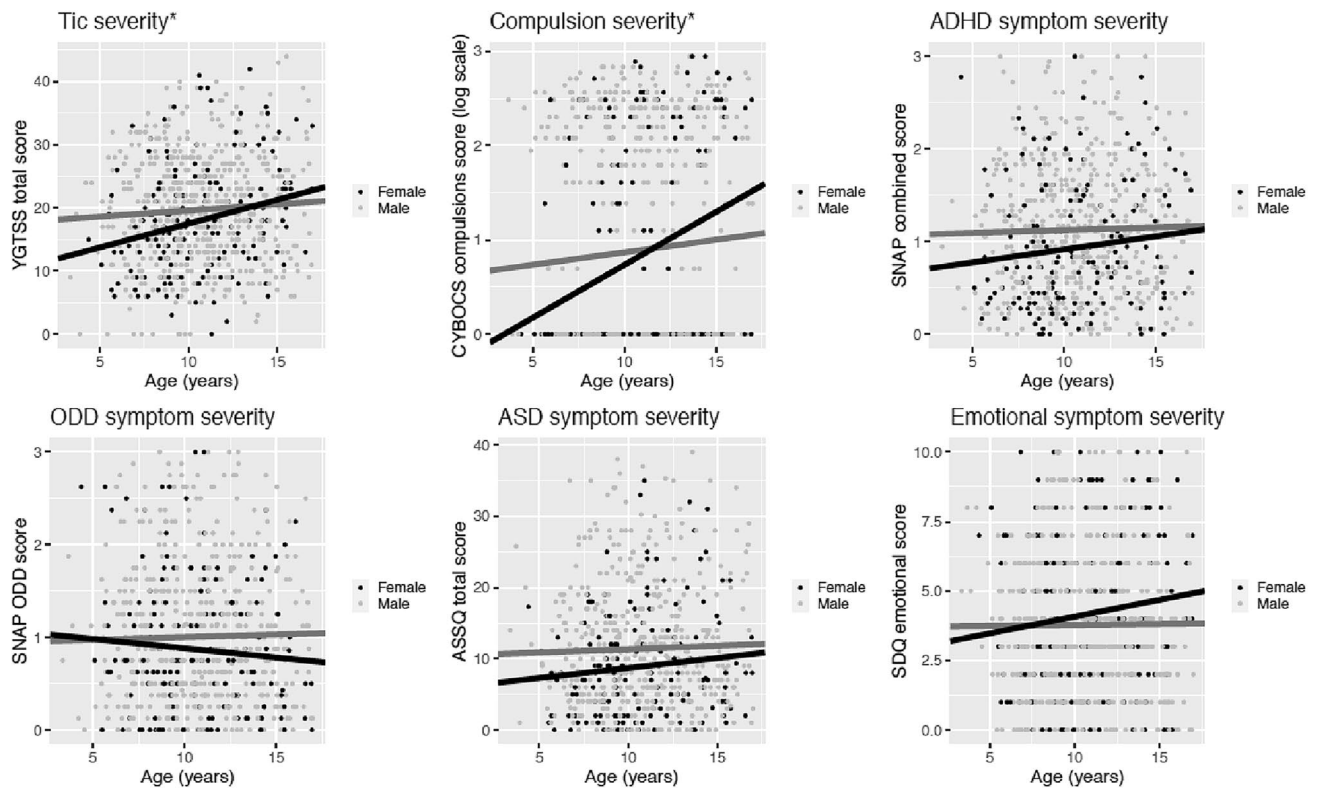 Tic severity*
YGTSS total score
40
30
20
10
0
5
10
15
Age (years)
Female
Male
Compulsion severity*
CYBOCS compulsions score (log scale)
3
2
1
0
5
10
15
Age (years)
Female
Male
ADHD symptom severity
SNAP combined score
3
2
1
0
5
10
15
Age (years)
Female
Male
ODD symptom severity
SNAP ODD score
3
2
1
0
5
10
15
Age (years)
Female
Male
ASD symptom severity
ASSQ total score
40
30
20
10
0
5
10
15
Age (years)
Female
Male
Emotional symptom severity
SDQ emotional score
10.0
7.5
5.0
2.5
0.0
5
10
15
Age (years)
Female
Male